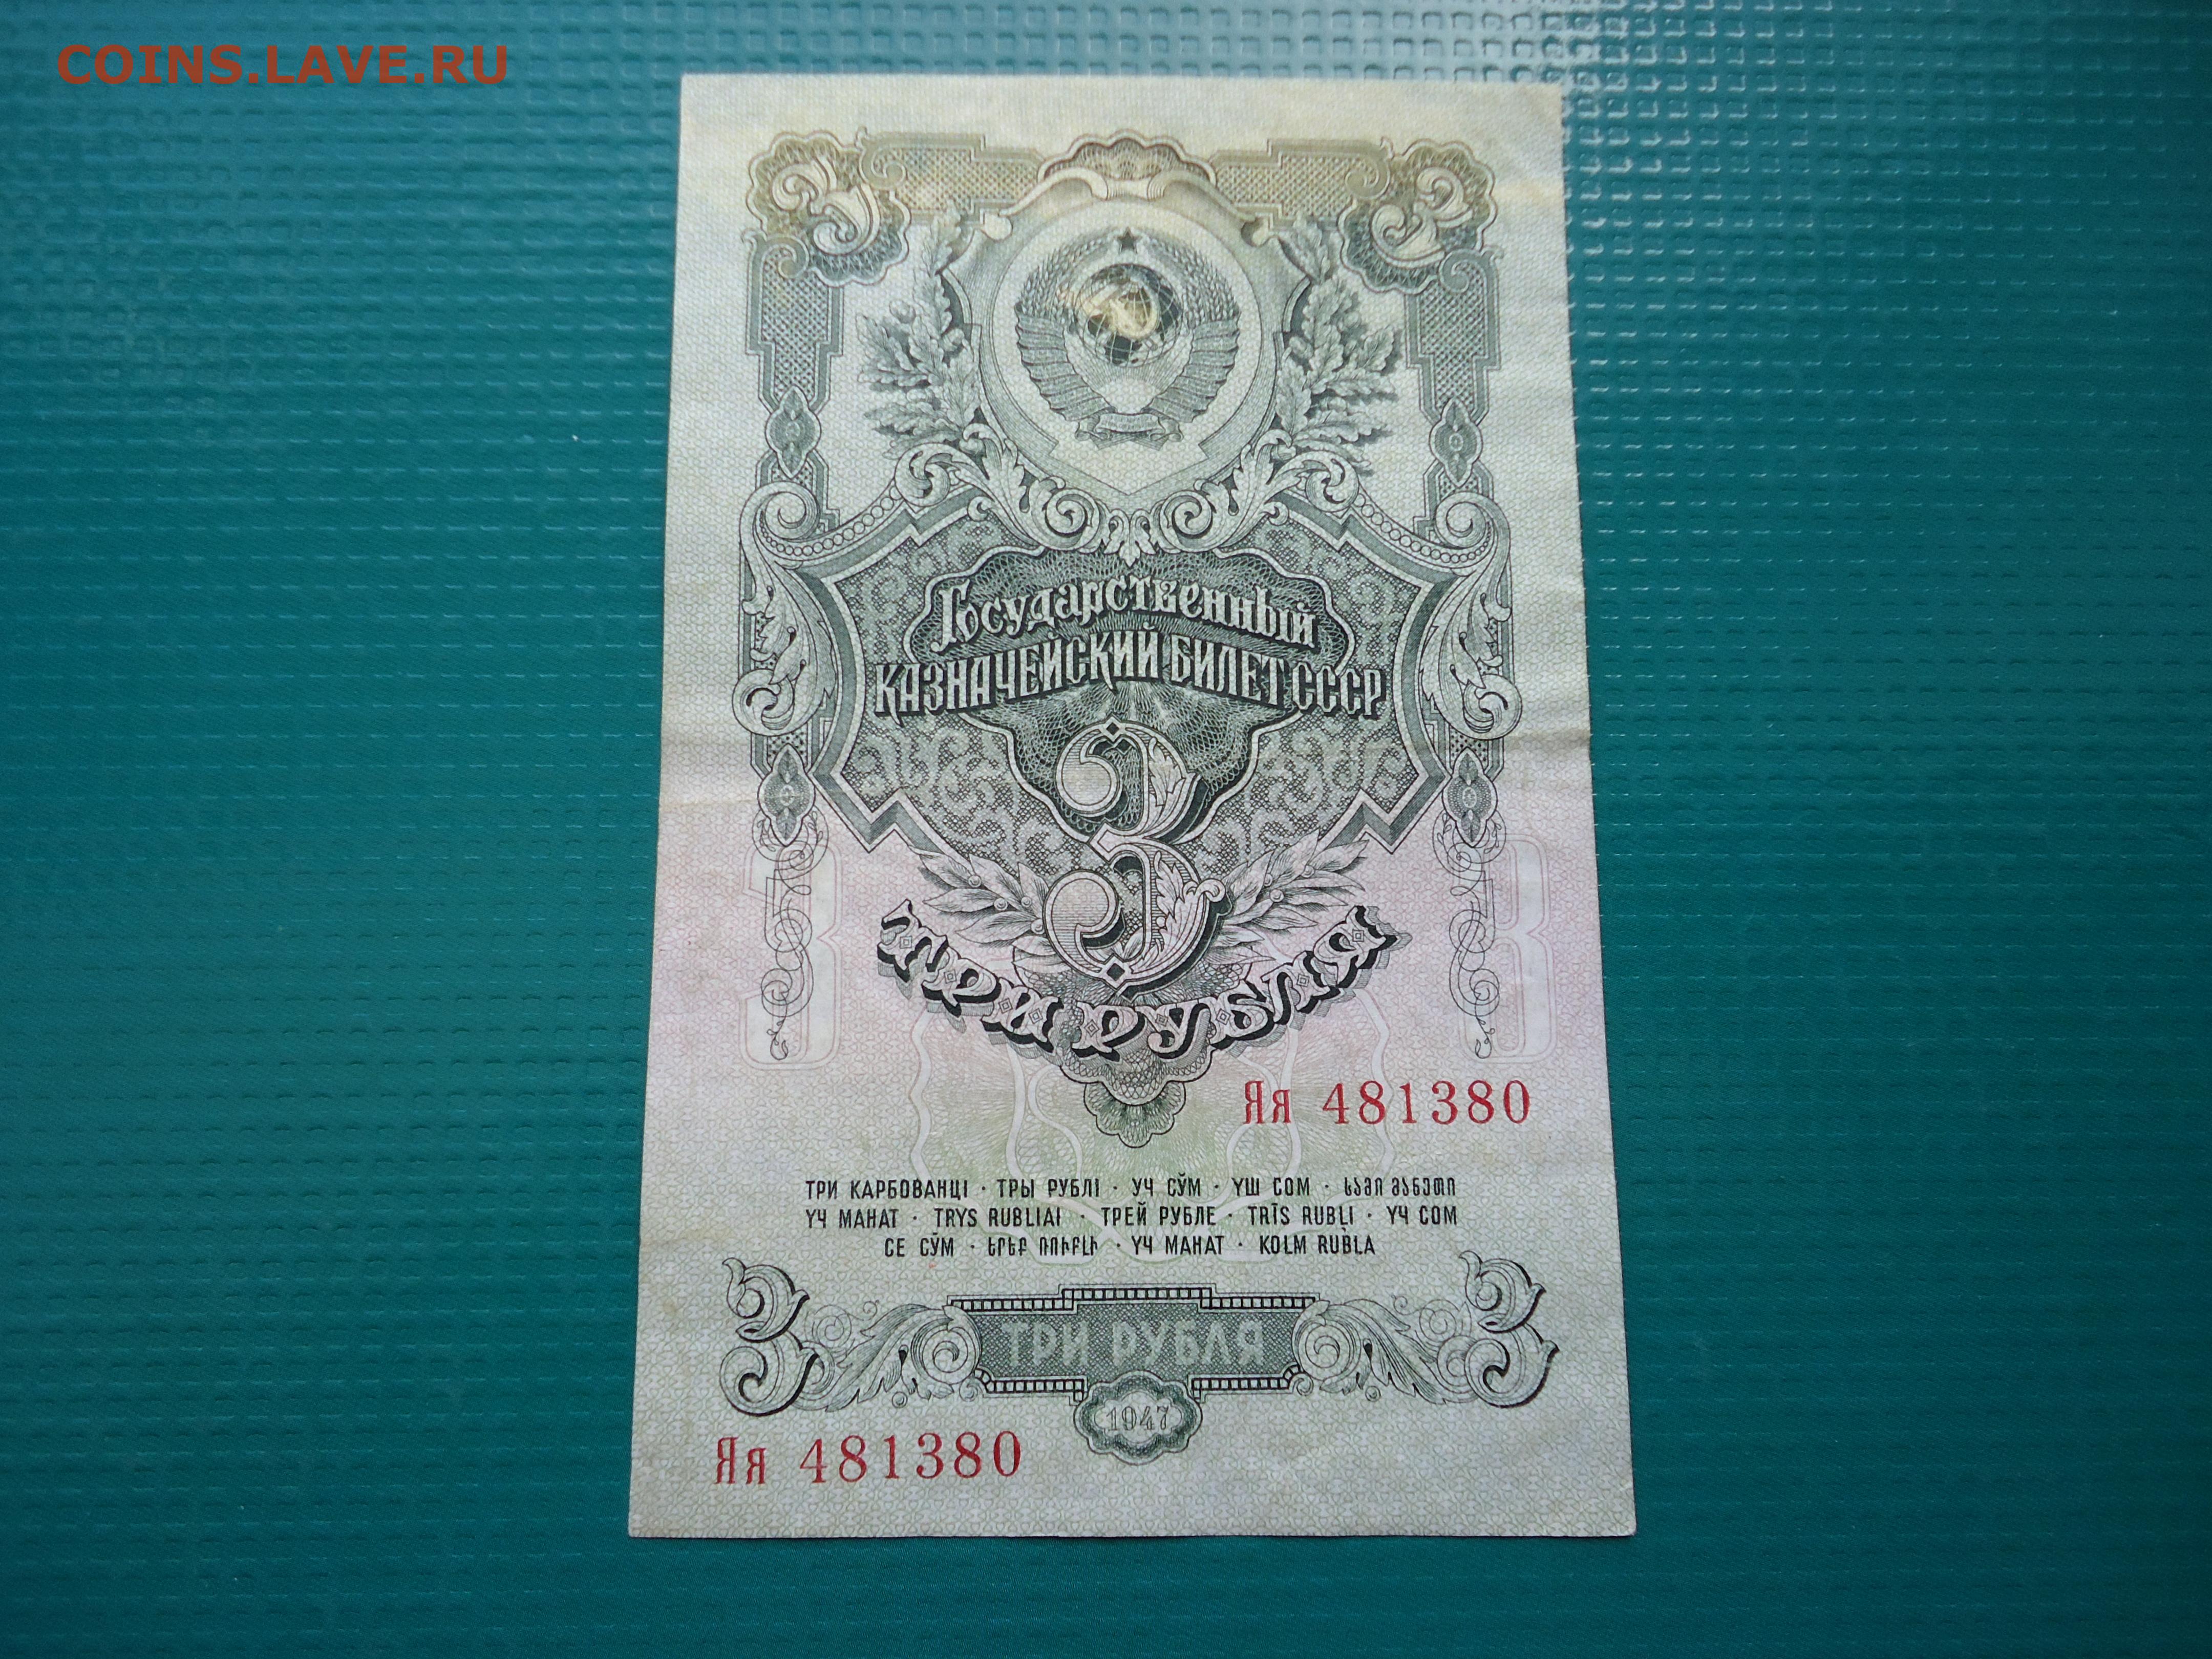 COINS.LAVE.RU
Государственный
КАЗНАЧЕЙСКИЙ БИЛЕТ СССР
3
ТРИ РУБЛЯ
3 3
Яя 481380
ТРИ КАРБОВАНЦІ · ТРЫ РУБЛІ · УЧ СЎМ · ҮШ СОМ · ᲡᲐᲛᲘ ᲛᲐᲜᲔᲗᲘ
ҮЧ МАНАТ · TRYS RUBLIAI · ТРЕЙ РУБЛЕ · TRĪS RUBĻI · ҮЧ СОМ
СЕ СӮМ · ԵՐԵՔ ՌՈՒԲԼԻ · ҮЧ МАНАТ · KOLM RUBLA
3 ТРИ РУБЛЯ 3
1947
Яя 481380